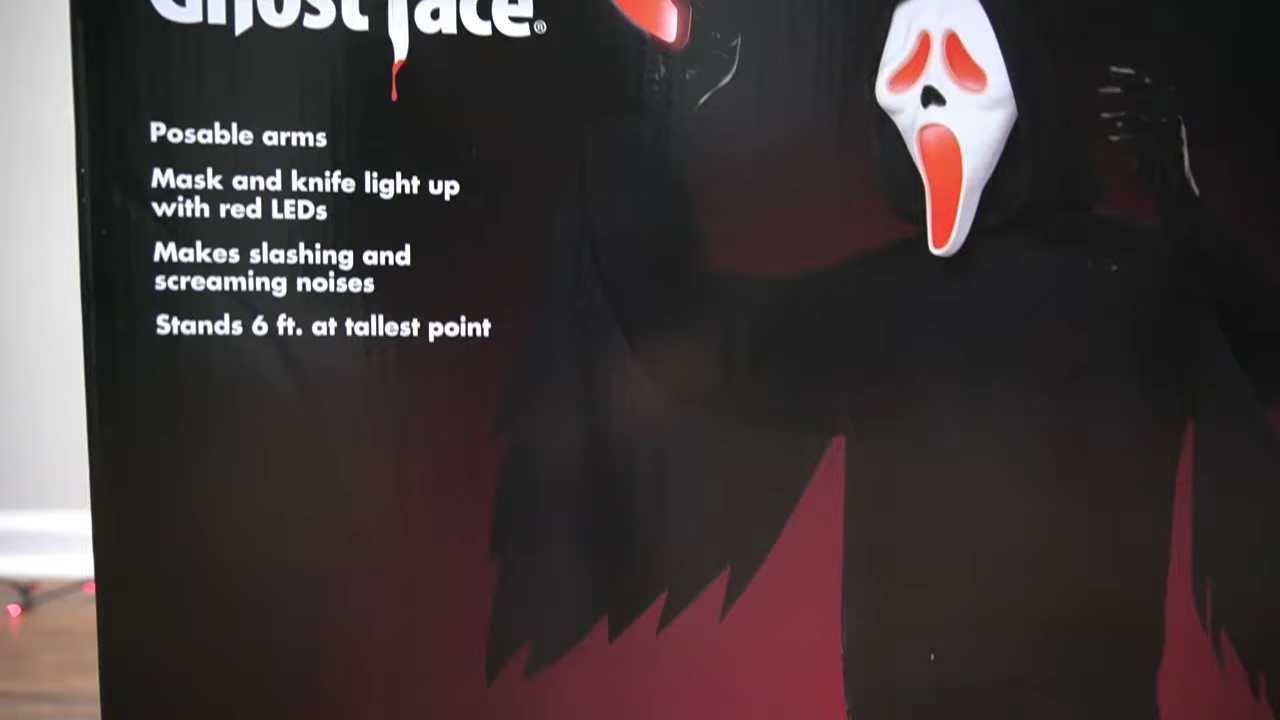 Ghost face®
Posable arms
Mask and knife light up
with red LEDs
Makes slashing and
screaming noises
Stands 6 ft. at tallest point